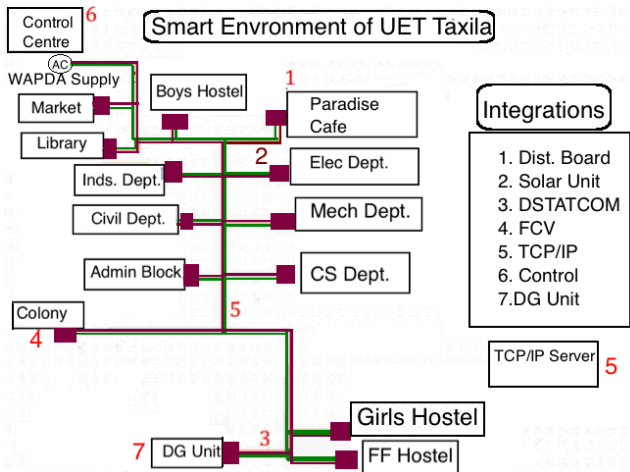 Control
Centre
6
Smart Envronment of UET Taxila
AC
WAPDA Supply
Market
Library
Boys Hostel
1
Paradise
Cafe
2
Inds. Dept.
Elec Dept.
Civil Dept.
Mech Dept.
Admin Block
CS Dept.
Colony
4
5
Integrations
1. Dist. Board
2. Solar Unit
3. DSTATCOM
4. FCV
5. TCP/IP
6. Control
7.DG Unit
TCP/IP Server
5
Girls Hostel
7
DG Unit
3
FF Hostel